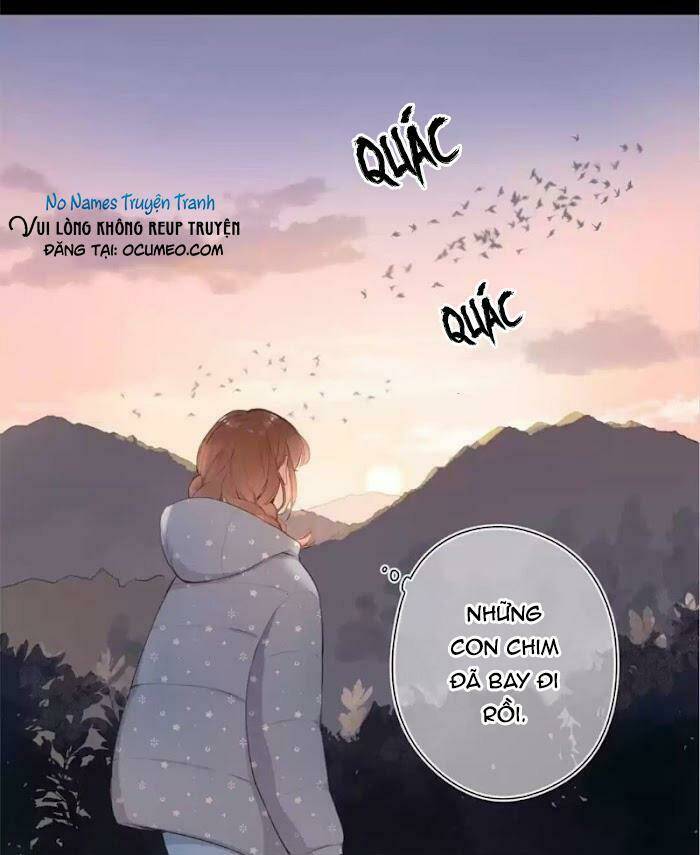 QUÁC
No Names Truyện Tranh
Vui lòng không reup truyện
Đăng tại: ocumeo.com
QUÁC
NHỮNG
CON CHIM
ĐÃ BAY ĐI
RỒI.